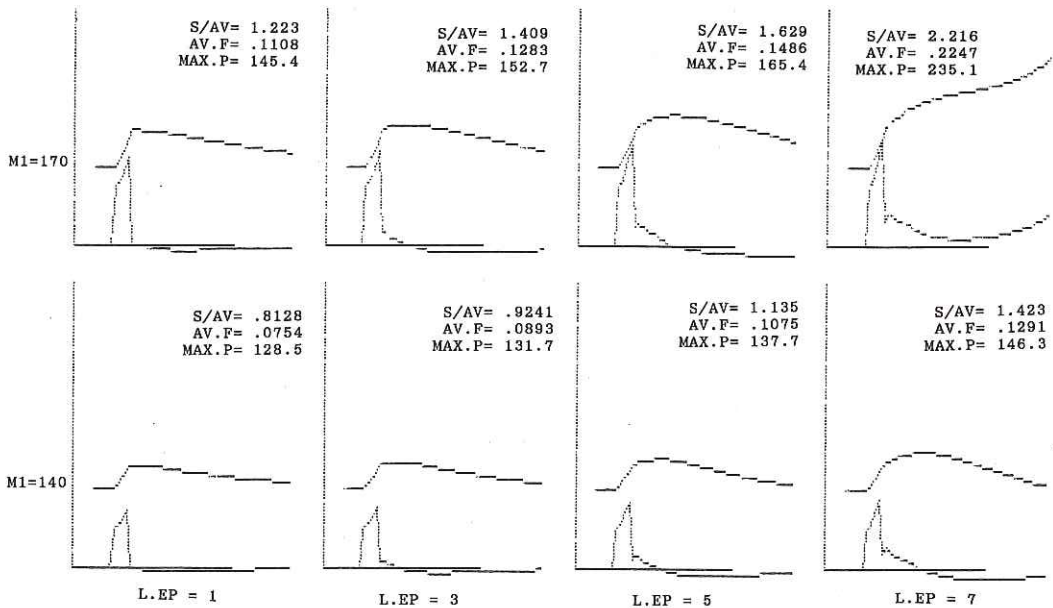 S/AV= 1.223
AV.F= .1108
MAX.P= 145.4
S/AV= 1.409
AV.F= .1283
MAX.P= 152.7
S/AV= 1.629
AV.F= .1486
MAX.P= 165.4
S/AV= 2.216
AV.F= .2247
MAX.P= 235.1
M1=170
S/AV= .8128
AV.F= .0754
MAX.P= 128.5
S/AV= .9241
AV.F= .0893
MAX.P= 131.7
S/AV= 1.135
AV.F= .1075
MAX.P= 137.7
S/AV= 1.423
AV.F= .1291
MAX.P= 146.3
M1=140
L.EP = 1
L.EP = 3
L.EP = 5
L.EP = 7